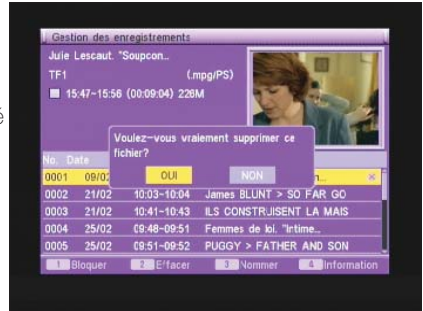 Gestion des enregistrements
Julie Lescaut. "Soupcon..
TF1 (.mpg/PS)
15:47~15:56 (00:09:04) 226M
Voulez-vous vraiment supprimer ce
fichier?
OUI NON
No. Date
0001 09/02 n...
0002 21/02 10:03~10:04 James BLUNT > SO FAR GO
0003 21/02 10:41~10:43 ILS CONSTRUISENT LA MAIS
0004 25/02 09:48~09:51 Femmes de loi. "Intime..
0005 25/02 09:51~09:52 PUGGY > FATHER AND SON
1 Bloquer 2 Effacer 3 Nommer 4 Information